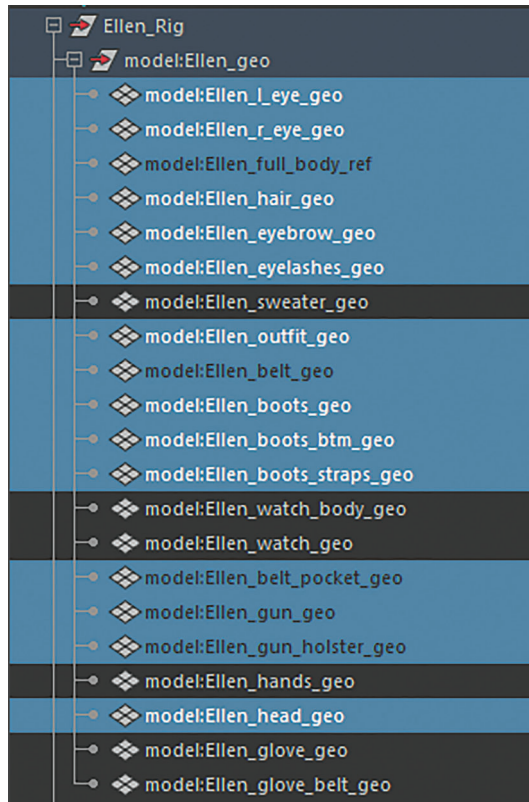 Ellen_Rig
model:Ellen_geo
model:Ellen_l_eye_geo
model:Ellen_r_eye_geo
model:Ellen_full_body_ref
model:Ellen_hair_geo
model:Ellen_eyebrow_geo
model:Ellen_eyelashes_geo
model:Ellen_sweater_geo
model:Ellen_outfit_geo
model:Ellen_belt_geo
model:Ellen_boots_geo
model:Ellen_boots_btm_geo
model:Ellen_boots_straps_geo
model:Ellen_watch_body_geo
model:Ellen_watch_geo
model:Ellen_belt_pocket_geo
model:Ellen_gun_geo
model:Ellen_gun_holster_geo
model:Ellen_hands_geo
model:Ellen_head_geo
model:Ellen_glove_geo
model:Ellen_glove_belt_geo